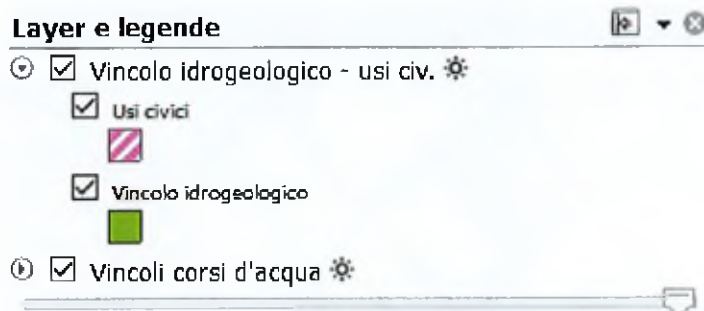 Layer e legende
Vincolo idrogeologico - usi civ.
Usi civici
Vincolo idrogeologico
Vincoli corsi d'acqua